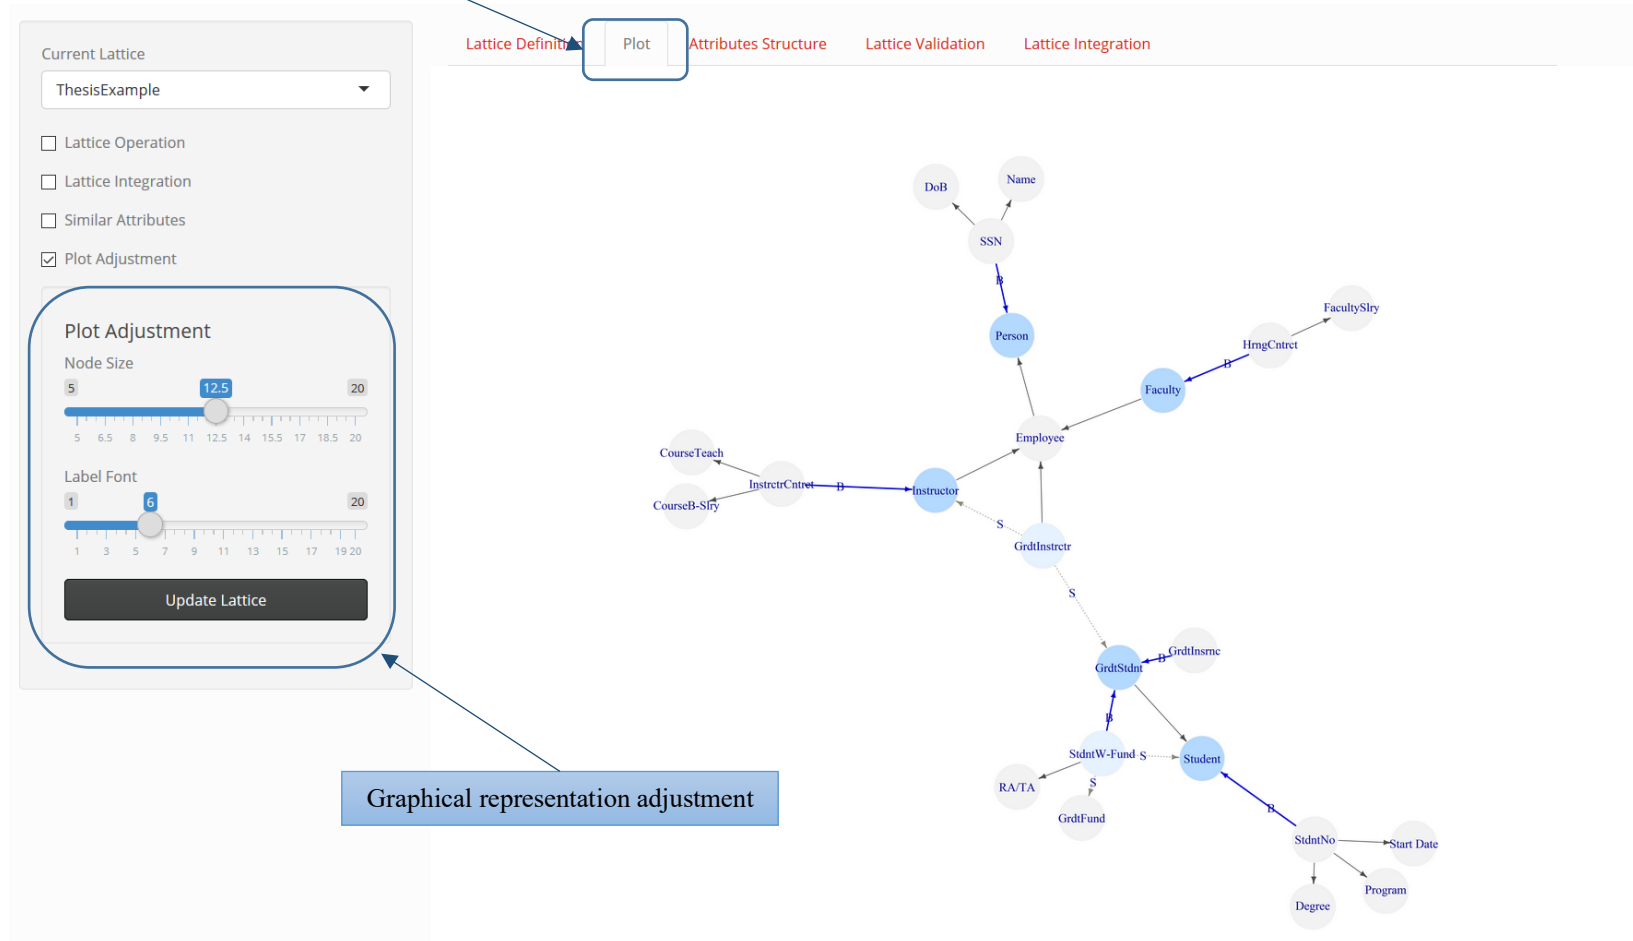 Current Lattice
ThesisExample
Lattice Operation
Lattice Integration
Similar Attributes
Plot Adjustment
Plot Adjustment
Node Size
5 12.5 20
5 6.5 8 9.5 11 12.5 14 15.5 17 18.5 20
Label Font
1 6 20
1 3 5 7 9 11 13 15 17 19 20
Update Lattice
Lattice Definition Plot Attributes Structure Lattice Validation Lattice Integration
DoB
Name
SSN
B
Person
FacultySlry
HrngCntrct
B
Faculty
Employee
CourseTeach
InstrctrCntrct
B
Instructor
CourseB-Slry
S
GrdtInstrctr
S
GrdtInsrnc
B
GrdtStdnt
B
StdntW-Fund
S
Student
S
RA/TA
GrdtFund
B
StdntNo
Start Date
Program
Degree
Graphical representation adjustment